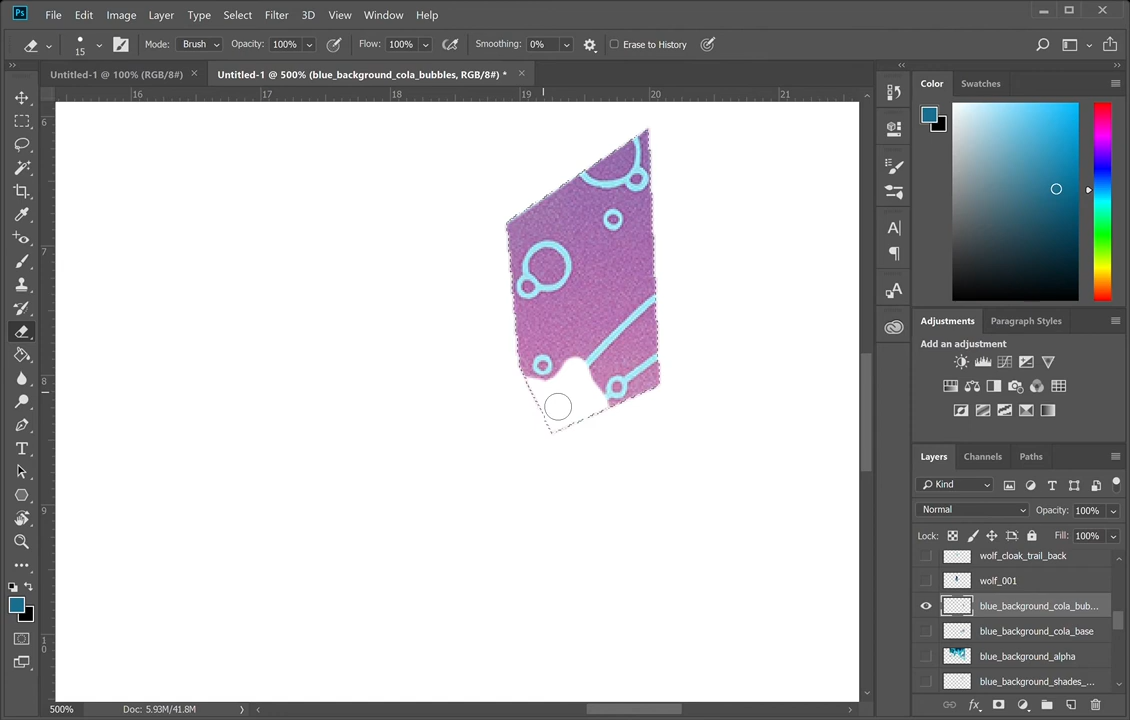 Ps File Edit Image Layer Type Select Filter 3D View Window Help
15 Mode: Brush Opacity: 100% Flow: 100% Smoothing: 0% Erase to History
Untitled-1 @ 100% (RGB/8#) × Untitled-1 @ 500% (blue_background_cola_bubbles, RGB/8#) * ×
16 17 18 19 20 21
6
7
8
9
10
Color Swatches
Adjustments Paragraph Styles
Add an adjustment
Layers Channels Paths
Kind
Normal Opacity: 100%
Lock: Fill: 100%
wolf_cloak_trail_back
wolf_001
blue_background_cola_bub...
blue_background_cola_base
blue_background_alpha
blue_background_shades_...
500% Doc: 5.93M/41.8M